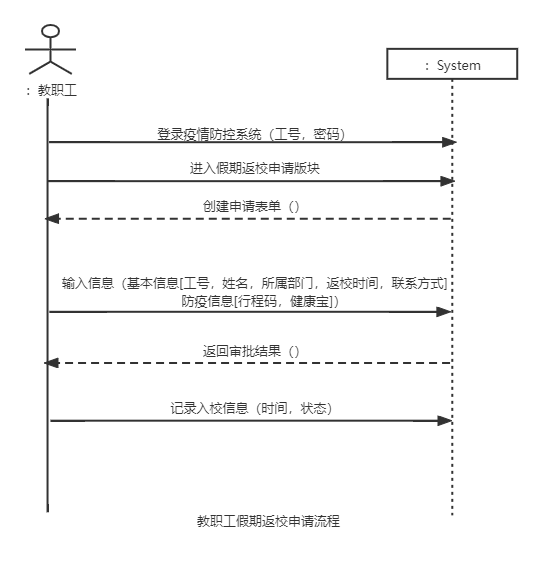 ：System
：教职工
登录疫情防控系统（工号，密码）
进入假期返校申请版块
创建申请表单（）
输入信息（基本信息[工号，姓名，所属部门，返校时间，联系方式]
防疫信息[行程码，健康宝]）
返回审批结果（）
记录入校信息（时间，状态）
教职工假期返校申请流程